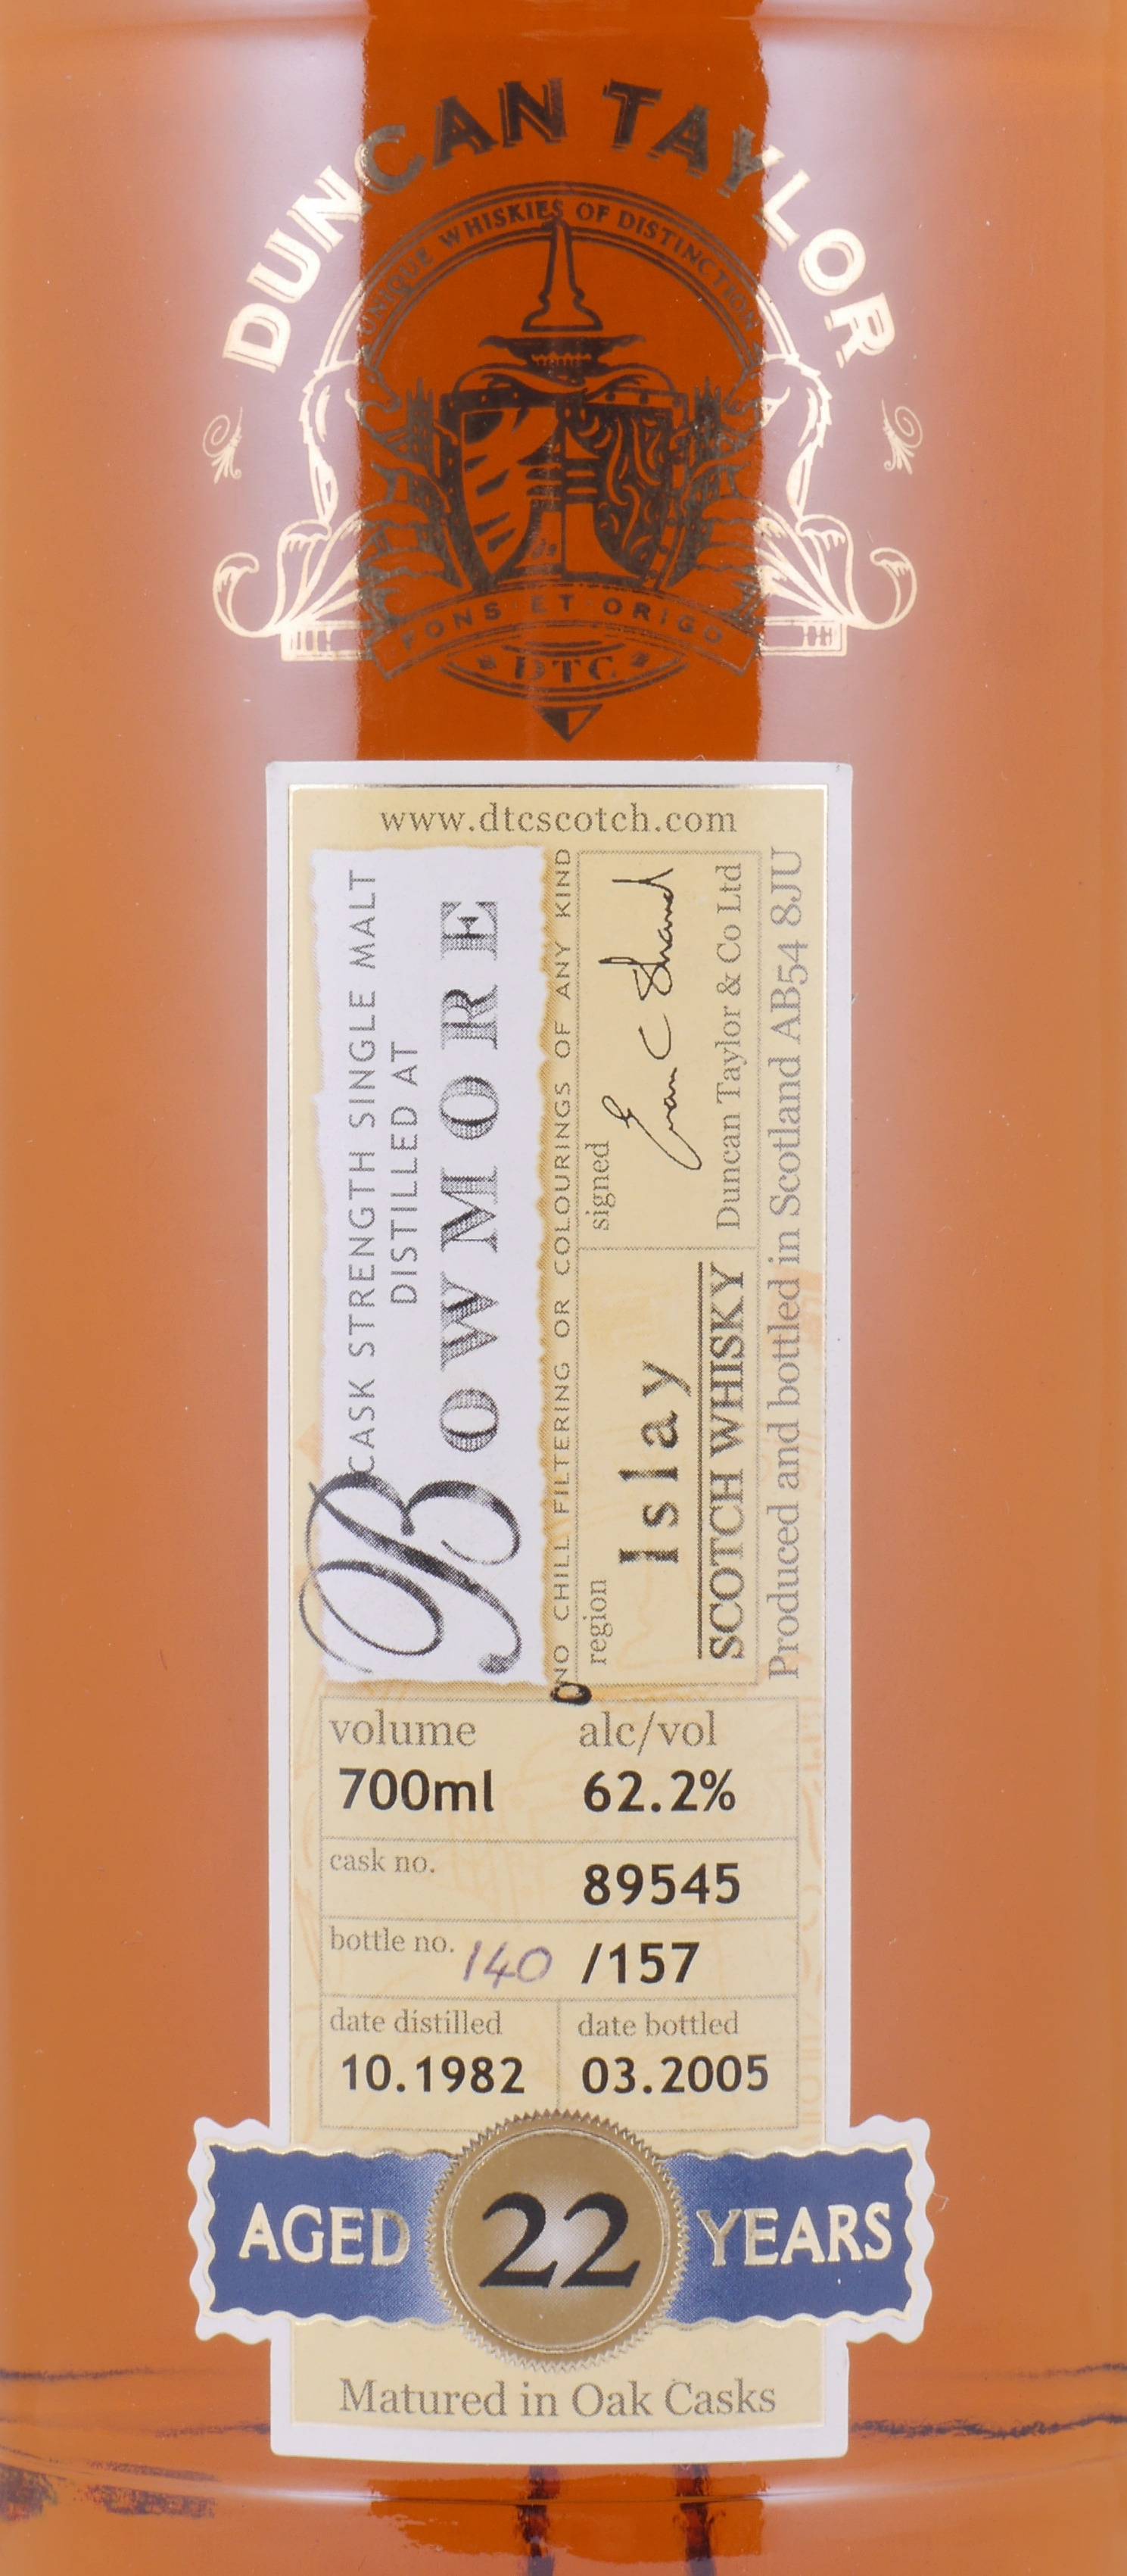 DUNCAN TAYLOR
UNIQUE WHISKIES OF DISTINCTION
FONS ET ORIGO
DTC
www.dtcscotch.com
CASK STRENGTH SINGLE MALT
DISTILLED AT
BOWMORE
NO CHILL FILTERING OR COLOURINGS OF ANY KIND
region
Islay
SCOTCH WHISKY
signed
Euan C Shand
Duncan Taylor & Co Ltd
Produced and bottled in Scotland AB54 8JU
volume alc/vol
700ml 62.2%
cask no. 89545
bottle no. 140 /157
date distilled date bottled
10.1982 03.2005
AGED 22 YEARS
Matured in Oak Casks